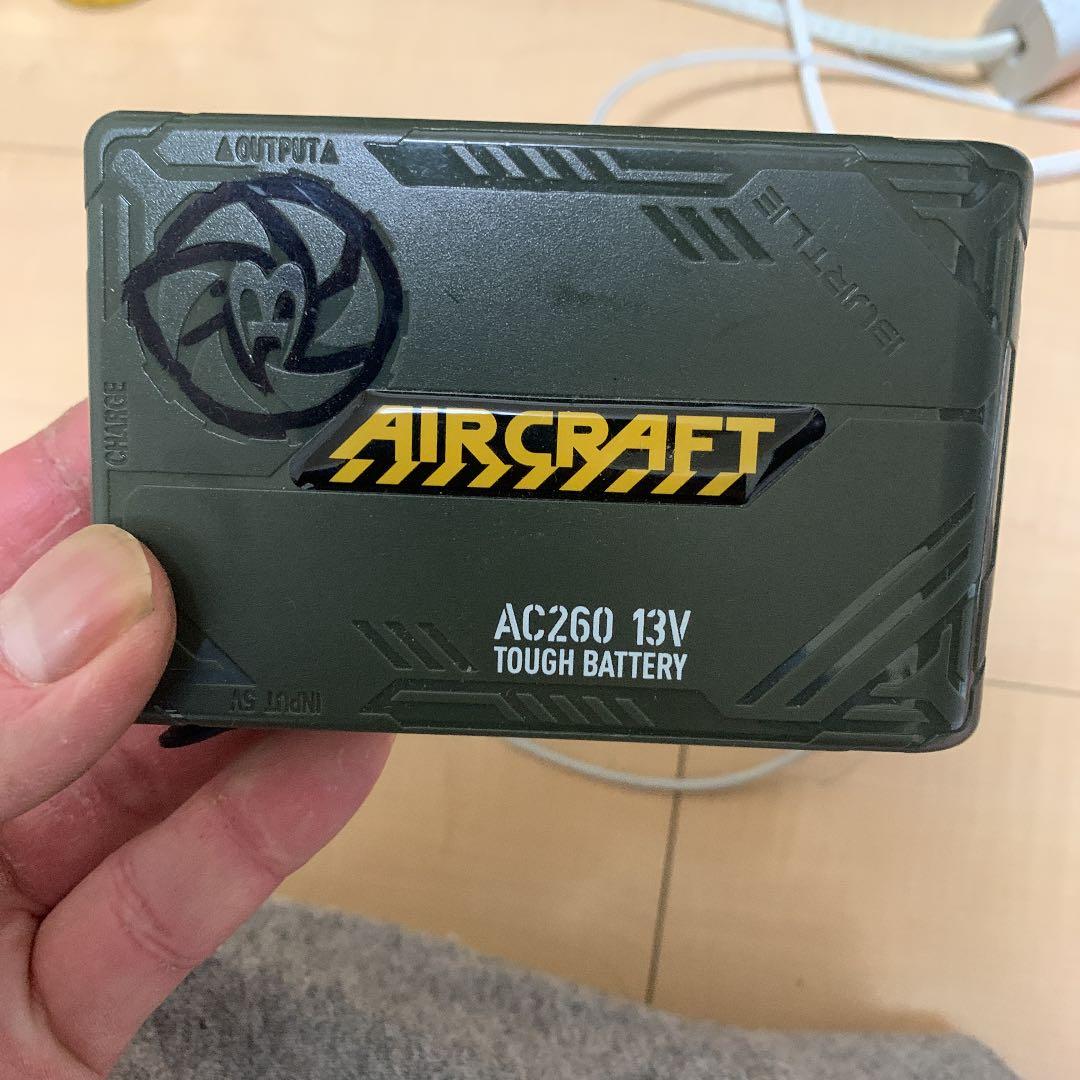 ▲OUTPUT▲
BURTLE
CHARGE
AIRCRAFT
AC260 13V
TOUGH BATTERY
INPUT 5V